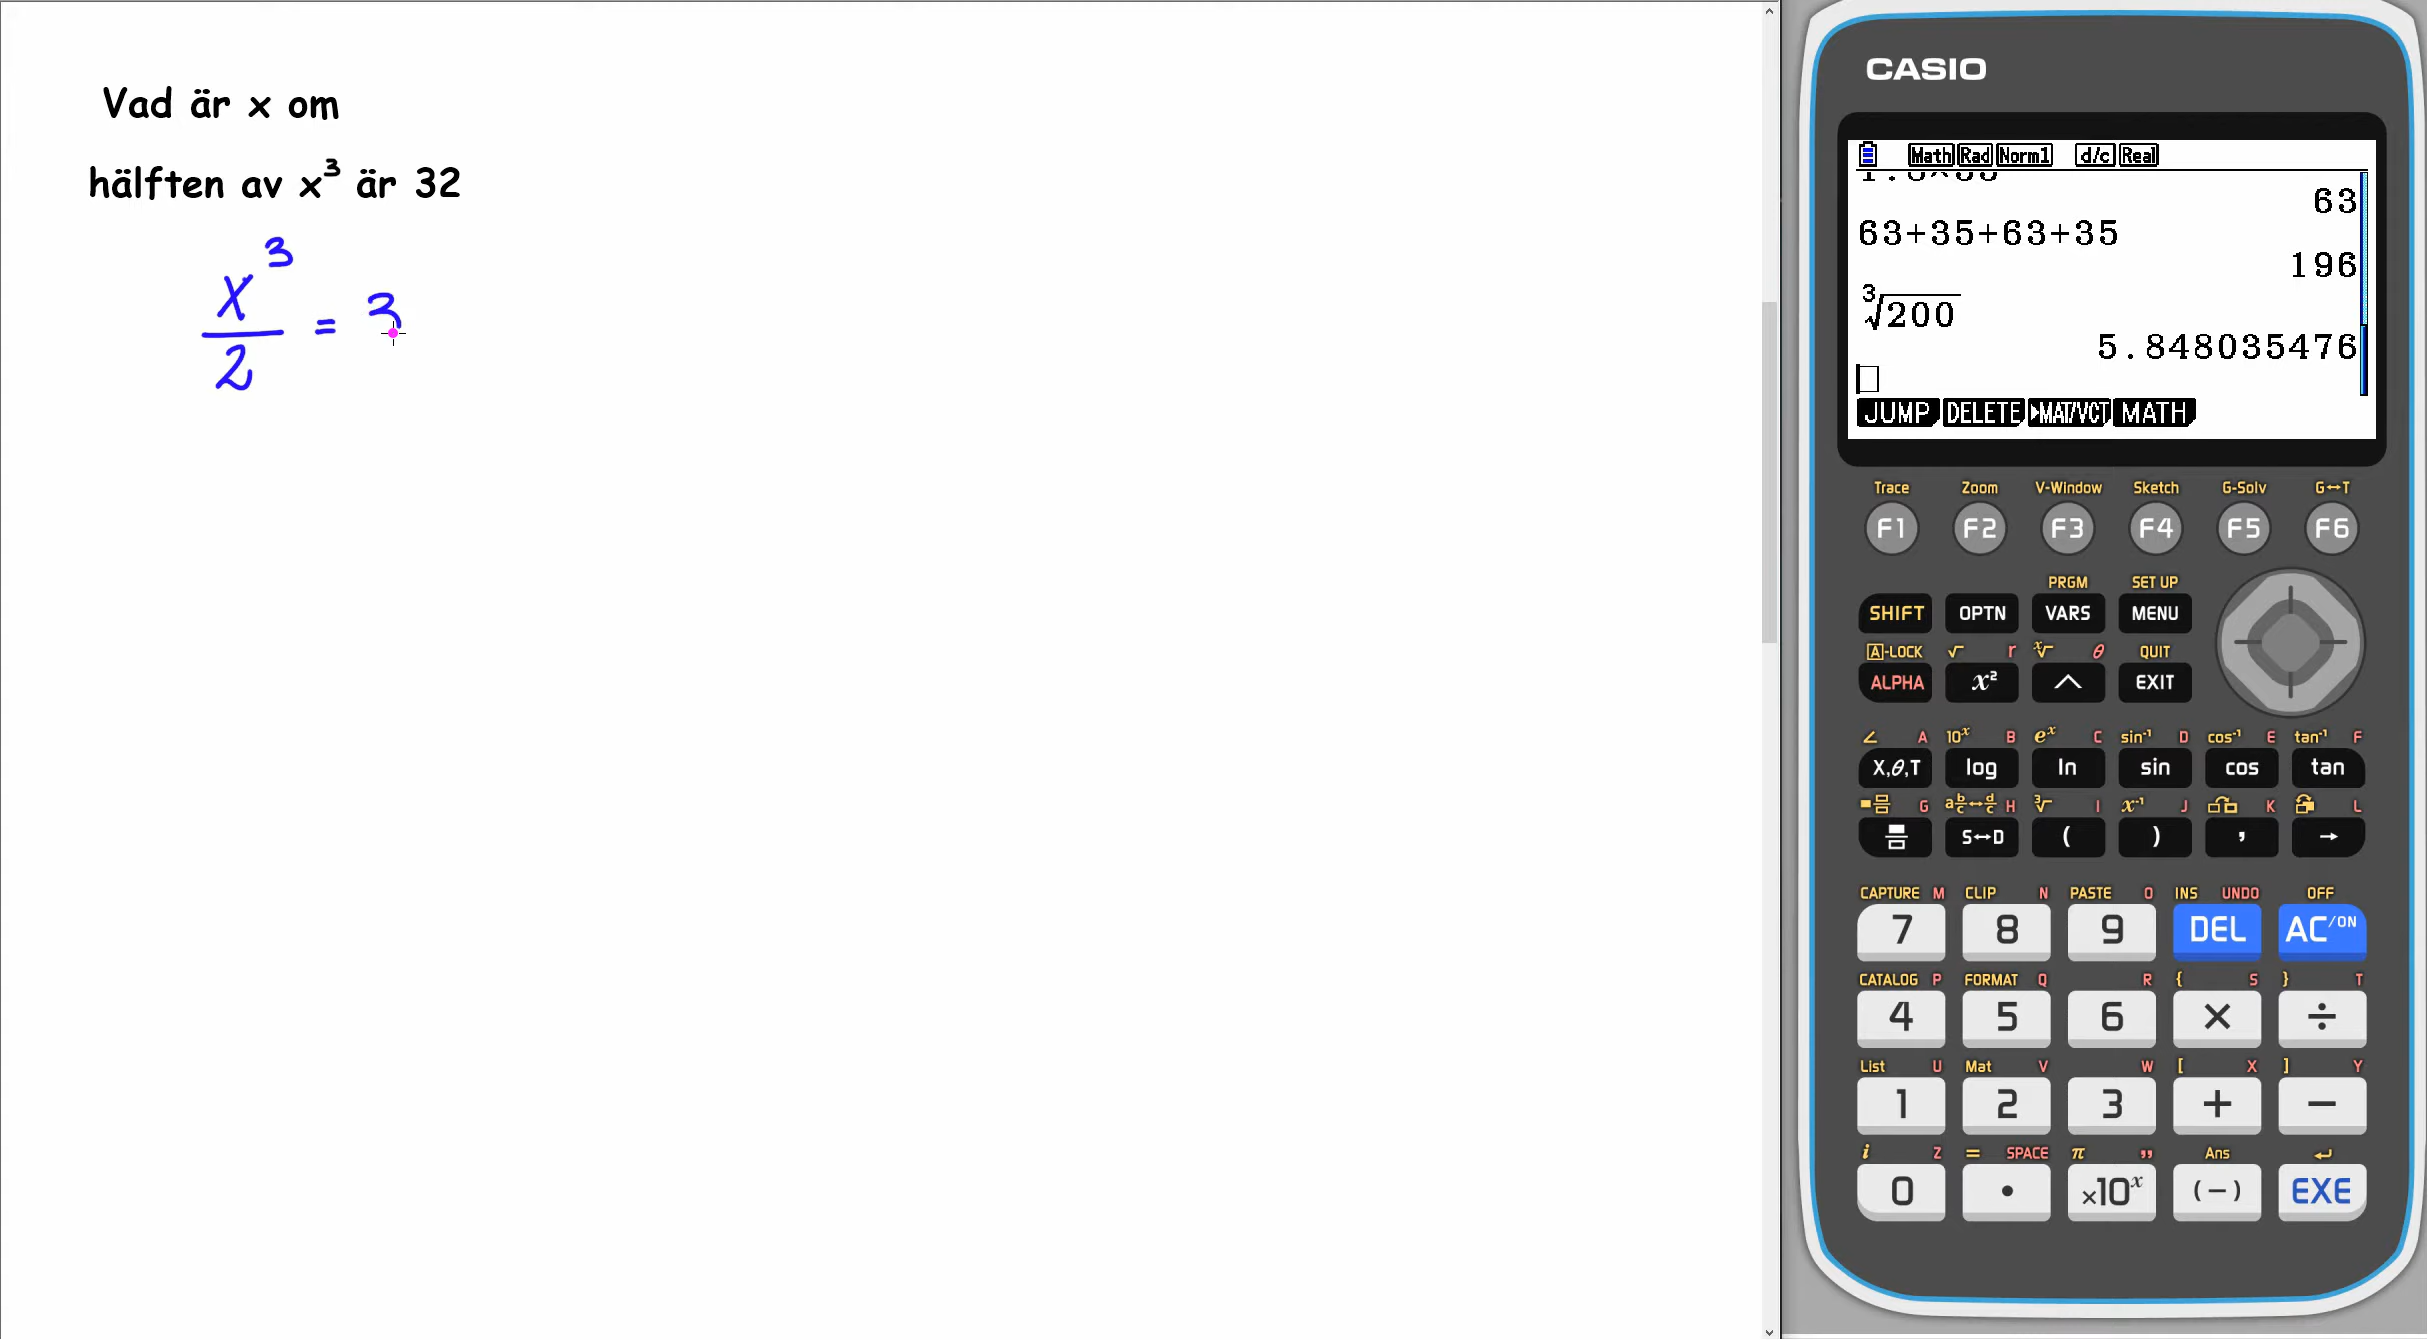 Vad är x om
hälften av x³ är 32
x³
2
= 3
CASIO
Math Rad Norm1 d/c Real
63
63+35+63+35
196
³√200
5.848035476
JUMP DELETE ▶MAT/VCT MATH
Trace Zoom V-Window Sketch G-Solv G↔T
F1 F2 F3 F4 F5 F6
PRGM SET UP
SHIFT OPTN VARS MENU
A-LOCK √ r ˣ√ θ QUIT
ALPHA x² ^ EXIT
∠ A 10ˣ B eˣ C sin⁻¹ D cos⁻¹ E tan⁻¹ F
X,θ,T log ln sin cos tan
G a b/c↔d/c H ³√ I x⁻¹ J K L
S↔D ( ) , →
CAPTURE M CLIP N PASTE O INS UNDO OFF
7 8 9 DEL AC/ON
CATALOG P FORMAT Q R { S } T
4 5 6 × ÷
List U Mat V W [ X ] Y
1 2 3 + −
i Z = SPACE π ,, Ans ↵
0 • ×10ˣ (−) EXE